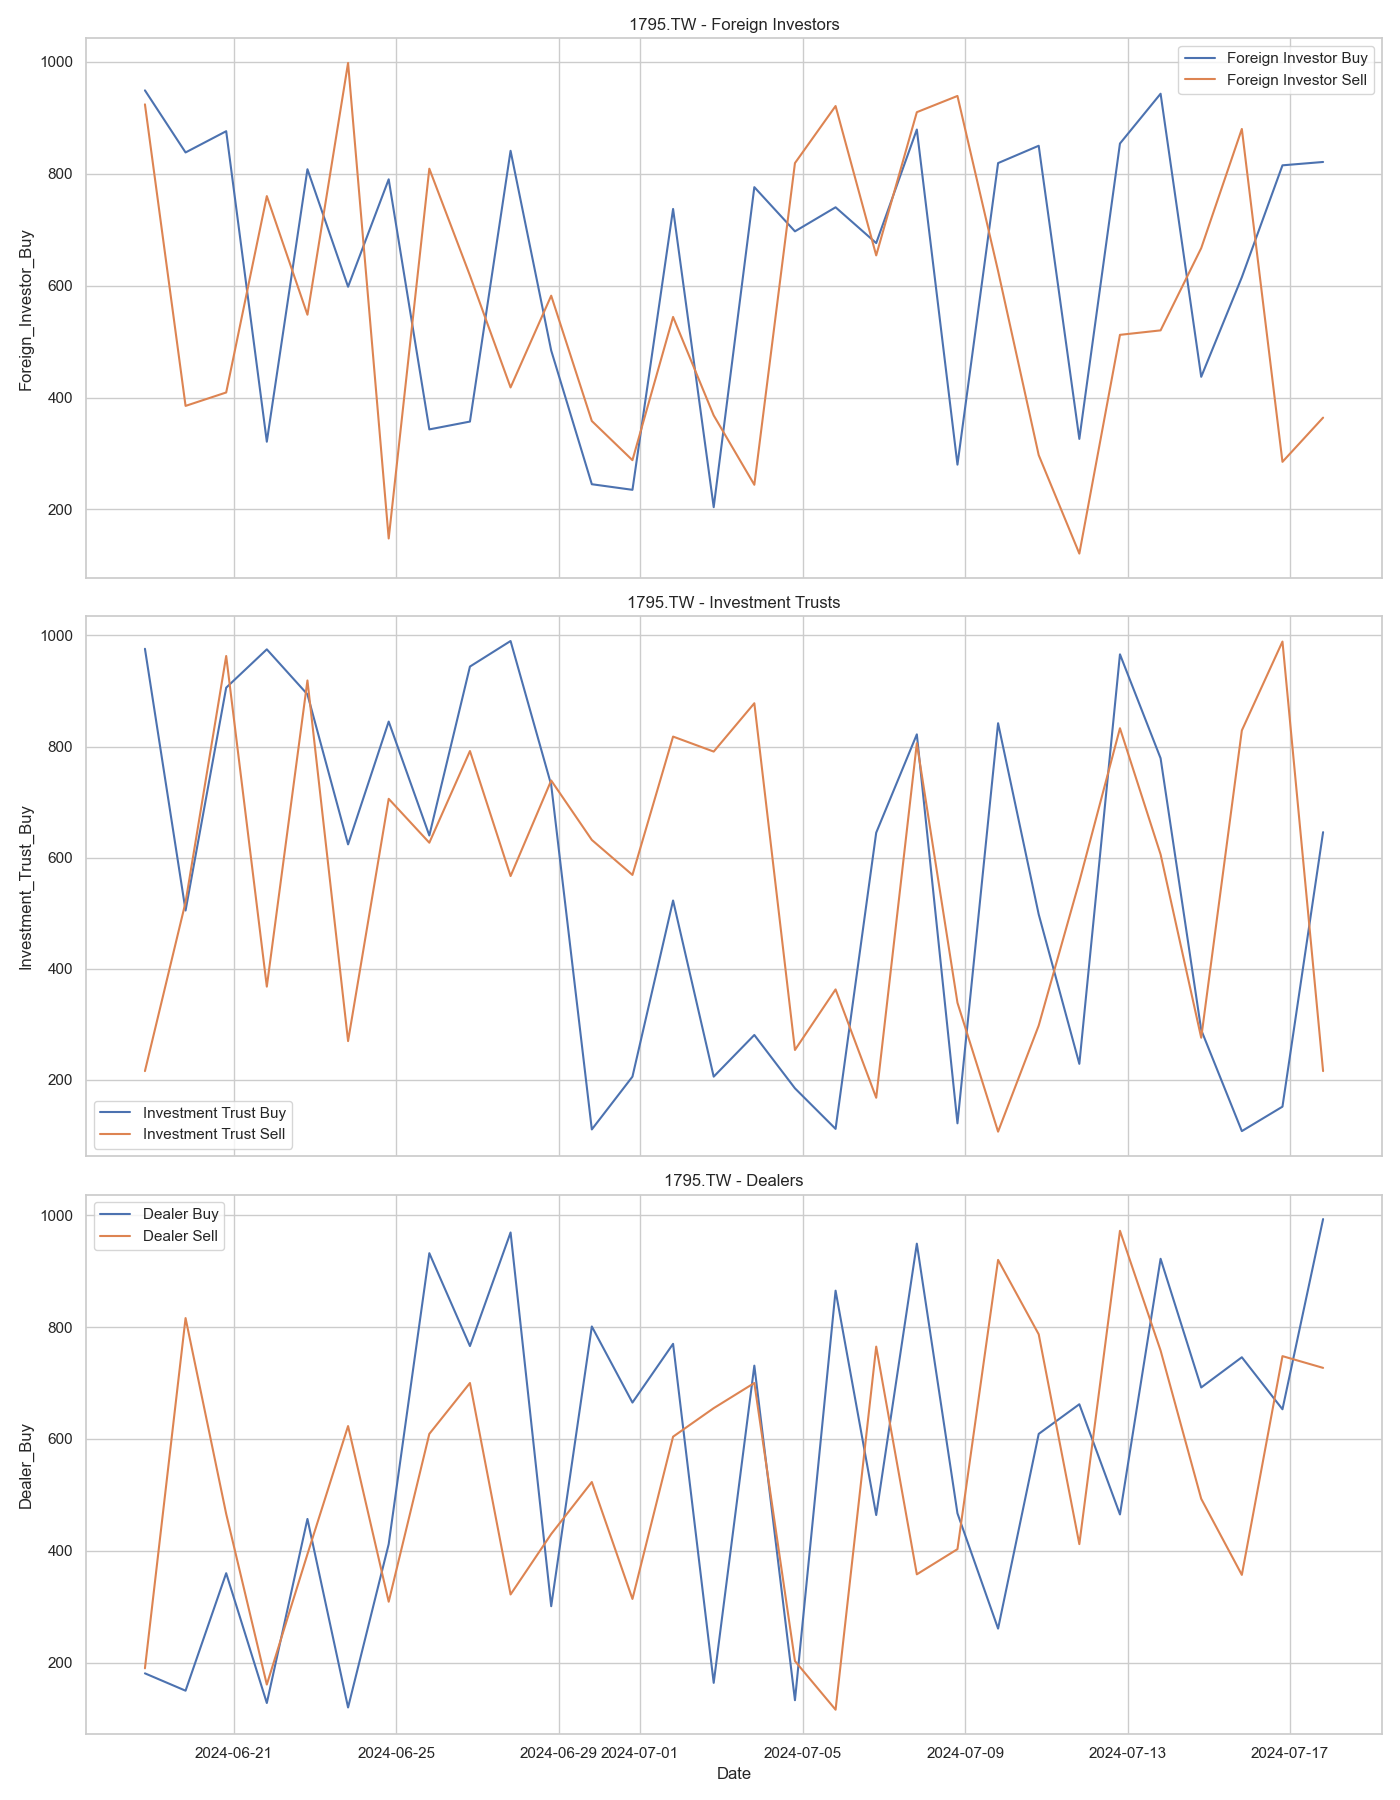 1795.TW - Foreign Investors
Foreign Investor Buy
Foreign Investor Sell
Foreign_Investor_Buy
1000
800
600
400
200
1795.TW - Investment Trusts
Investment_Trust_Buy
1000
800
600
400
200
Investment Trust Buy
Investment Trust Sell
1795.TW - Dealers
Dealer Buy
Dealer Sell
Dealer_Buy
1000
800
600
400
200
2024-06-21 2024-06-25 2024-06-29 2024-07-01 2024-07-05 2024-07-09 2024-07-13 2024-07-17
Date